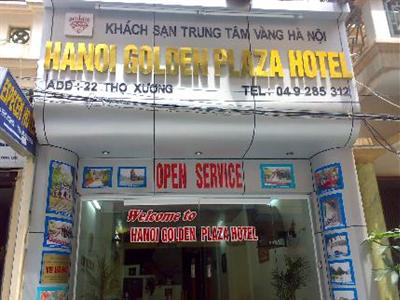 KHÁCH SẠN TRUNG TÂM VÀNG HÀ NỘI
HANOI GOLDEN PLAZA HOTEL
ADD : 22 THỌ XƯƠNG TEL : 04 9 285 312
OPEN SERVICE
Welcome to
HANOI GOLDEN PLAZA HOTEL